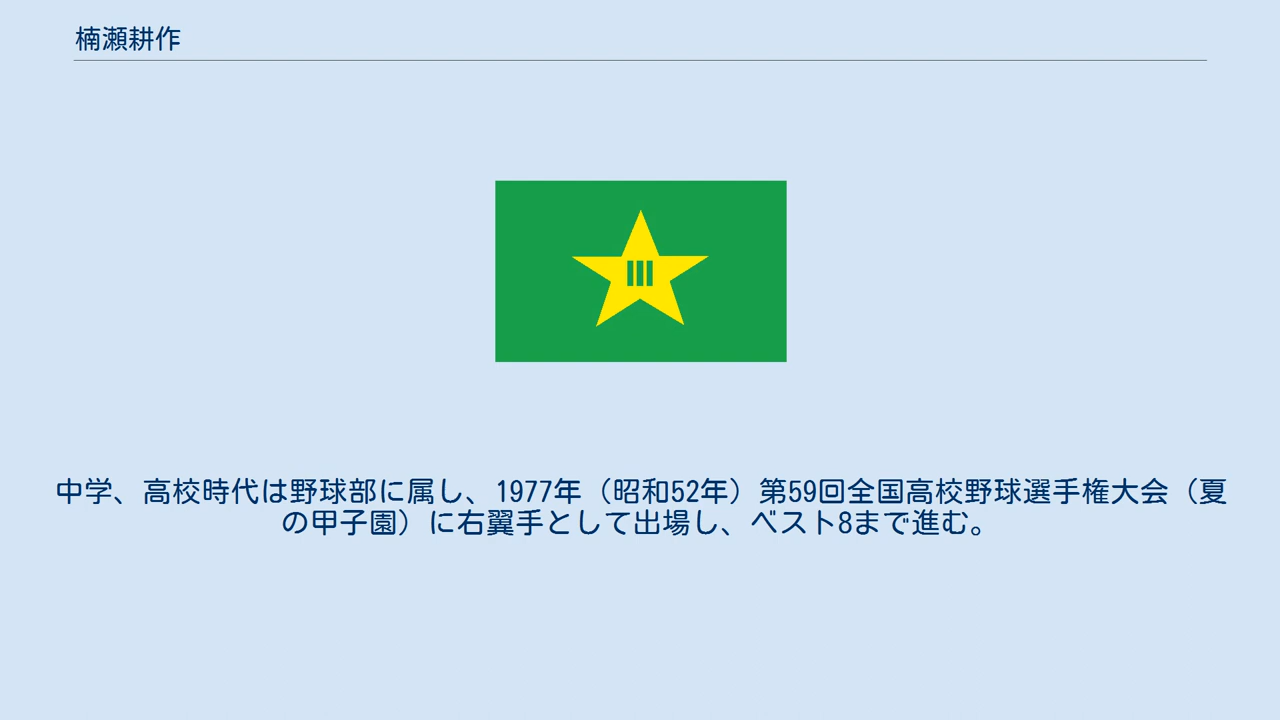 楠瀬耕作
中学、高校時代は野球部に属し、1977年（昭和52年）第59回全国高校野球選手権大会（夏
の甲子園）に右翼手として出場し、ベスト8まで進む。